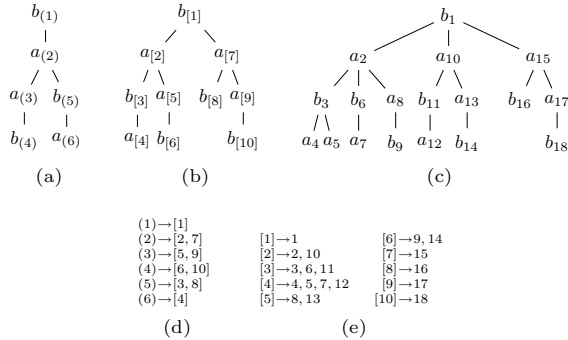 b(1) b[1] b1
a(2) a[2] a[7] a2 a10 a15
a(3) b(5) b[3] a[5] b[8] a[9] b3 b6 a8 b11 a13 b16 a17
b(4) a(6) a[4] b[6] b[10] a4 a5 a7 b9 a12 b14 b18
(a) (b) (c)
(1)→[1]
(2)→[2, 7] [1]→1 [6]→9, 14
(3)→[5, 9] [2]→2, 10 [7]→15
(4)→[6, 10] [3]→3, 6, 11 [8]→16
(5)→[3, 8] [4]→4, 5, 7, 12 [9]→17
(6)→[4] [5]→8, 13 [10]→18
(d) (e)